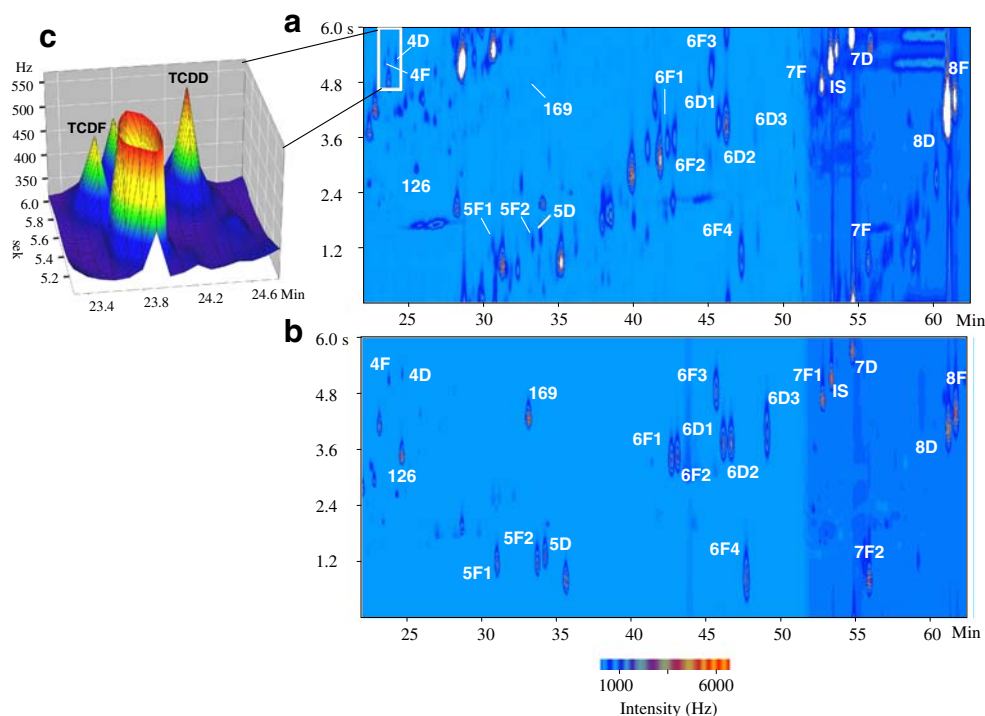 c
Hz
550
500
450
400
350
6.0
5.8
5.6
5.4
5.2
sek
TCDF
TCDD
23.4
23.8
24.2
24.6 Min
a
6.0 s
4.8
3.6
2.4
1.2
4D
4F
169
126
5F1
5F2
5D
6F3
6F1
6D1
6D3
6F2
6D2
6F4
7F
7D
IS
8F
8D
7F
25
30
35
40
45
50
55
60
Min
b
6.0 s
4.8
3.6
2.4
1.2
4F
4D
169
126
5F2
5D
5F1
6F3
6D3
6F1
6D1
6F2
6D2
6F4
7F1
7D
IS
8F
8D
7F2
25
30
35
40
45
50
55
60
Min
1000
6000
Intensity (Hz)